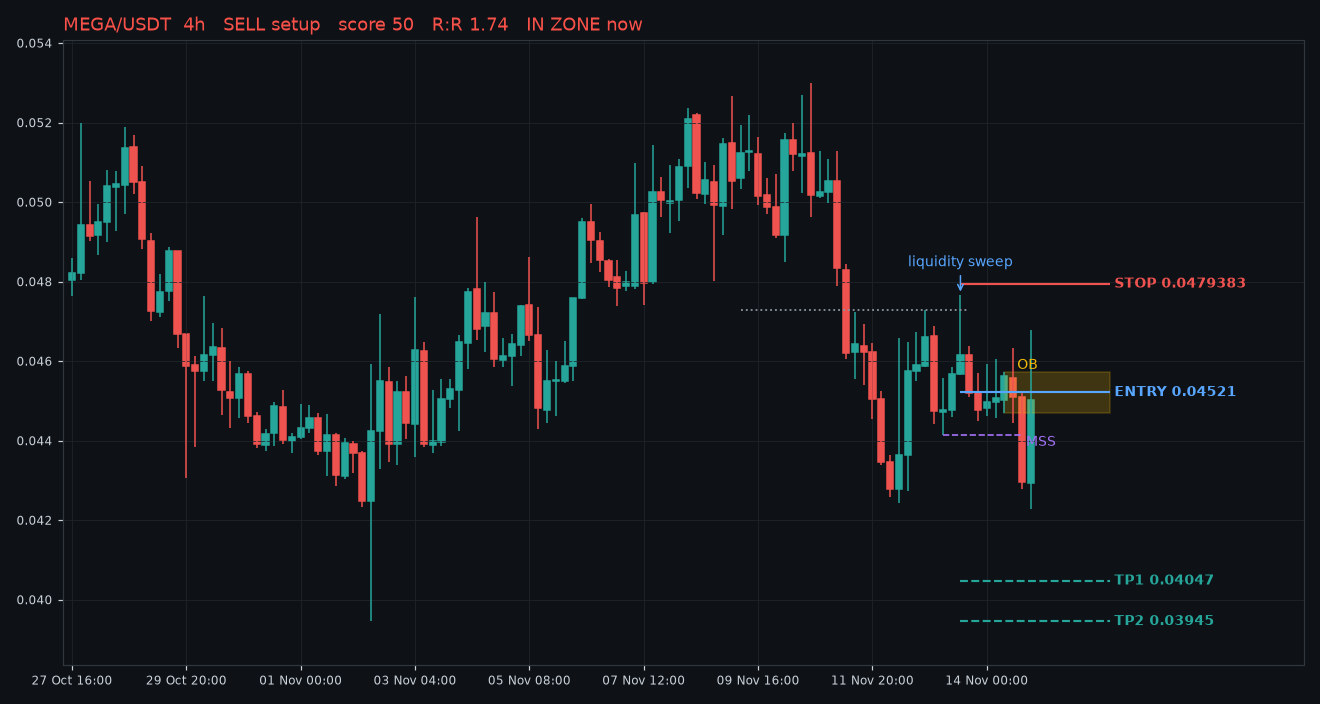 MEGA/USDT  4h   SELL setup   score 50   R:R 1.74   IN ZONE now
0.054
0.052
0.050
0.048
0.046
0.044
0.042
0.040
liquidity sweep
STOP 0.0479383
OB
ENTRY 0.04521
MSS
TP1 0.04047
TP2 0.03945
27 Oct 16:00
29 Oct 20:00
01 Nov 00:00
03 Nov 04:00
05 Nov 08:00
07 Nov 12:00
09 Nov 16:00
11 Nov 20:00
14 Nov 00:00